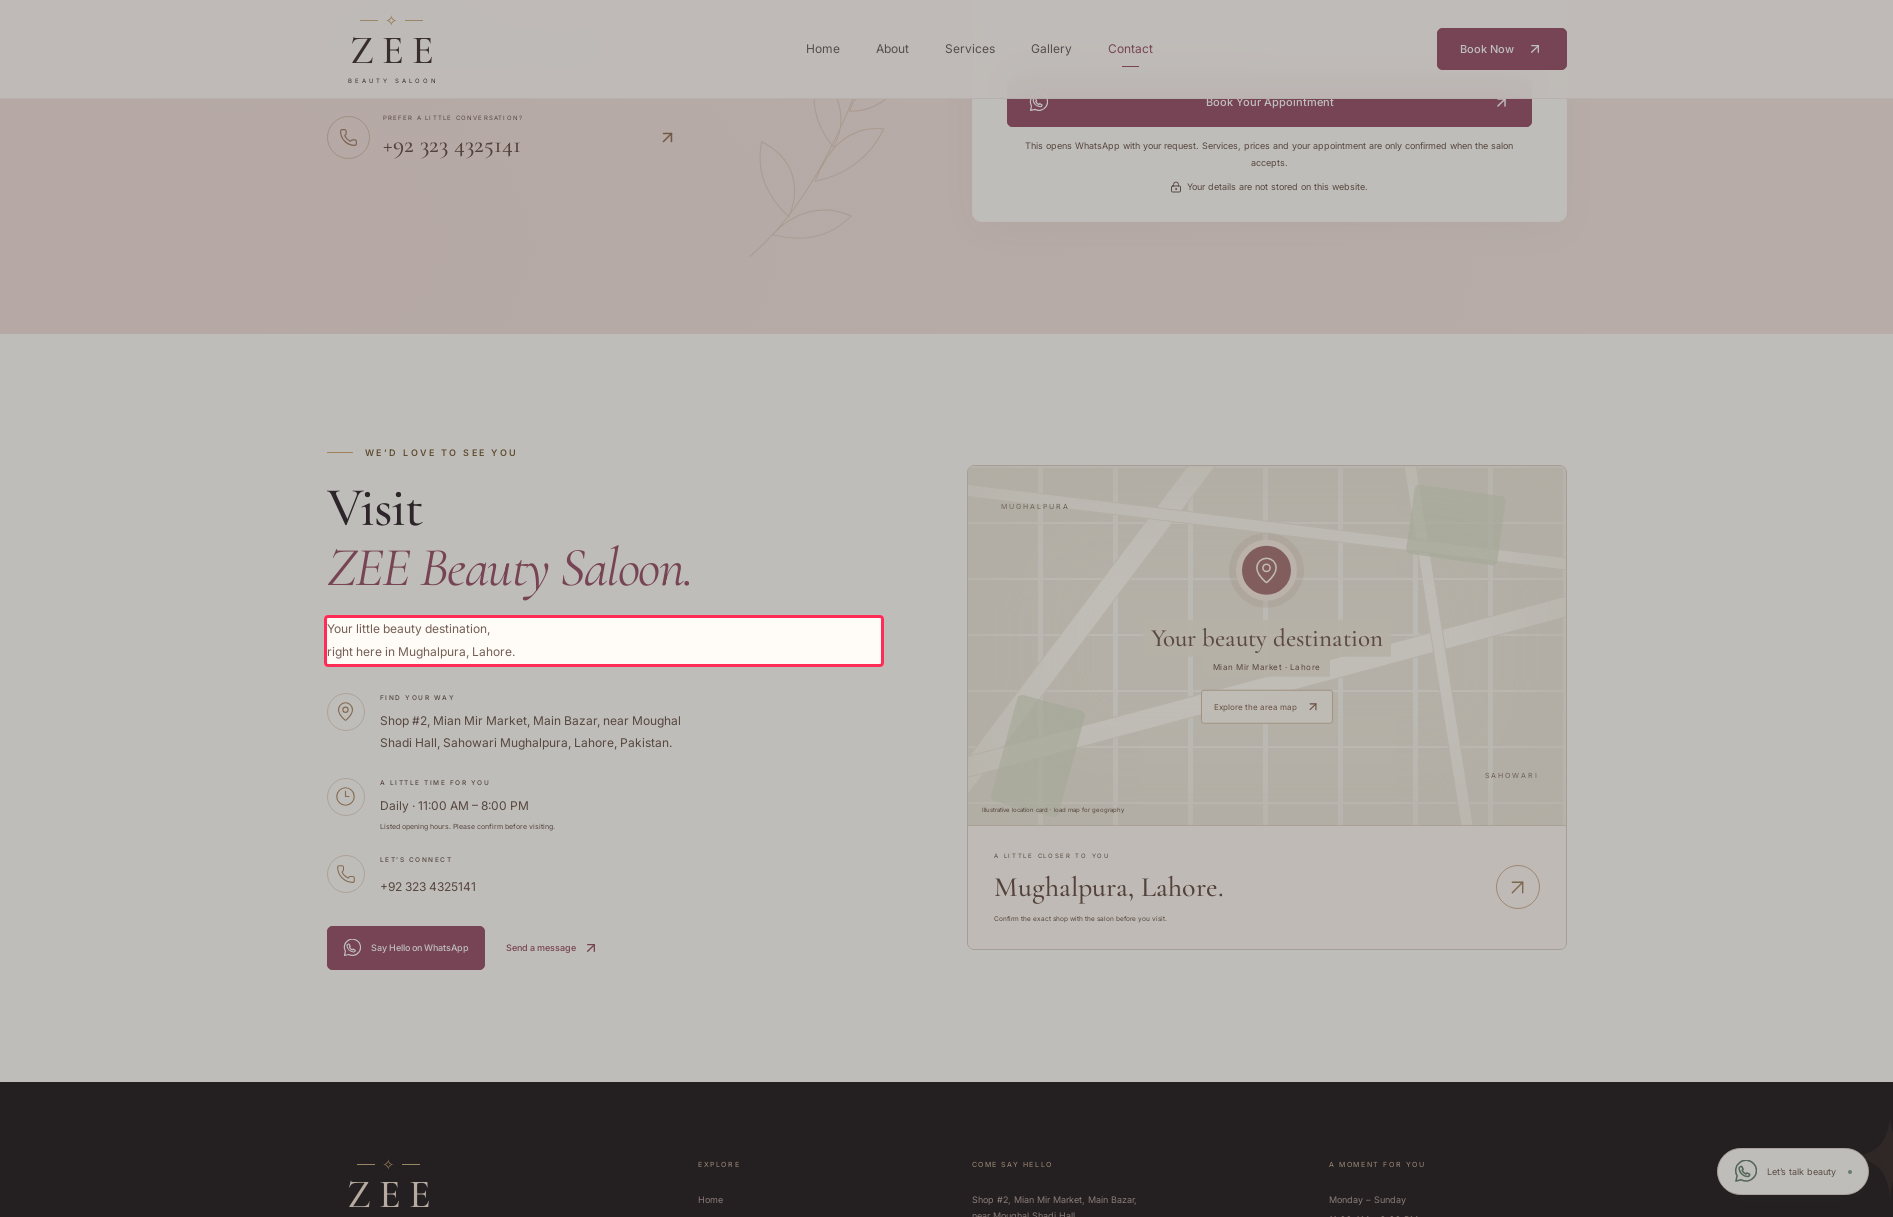 ZEE
BEAUTY SALOON
Home
About
Services
Gallery
Contact
Book Now
PREFER A LITTLE CONVERSATION?
+92 323 4325141
Book Your Appointment
This opens WhatsApp with your request. Services, prices and your appointment are only confirmed when the salon
accepts.
Your details are not stored on this website.
WE'D LOVE TO SEE YOU
Visit
ZEE Beauty Saloon.
Your little beauty destination,
right here in Mughalpura, Lahore.
FIND YOUR WAY
Shop #2, Mian Mir Market, Main Bazar, near Moughal
Shadi Hall, Sahowari Mughalpura, Lahore, Pakistan.
A LITTLE TIME FOR YOU
Daily · 11:00 AM – 8:00 PM
Listed opening hours. Please confirm before visiting.
LET'S CONNECT
+92 323 4325141
Say Hello on WhatsApp
Send a message
MUGHALPURA
Your beauty destination
Mian Mir Market · Lahore
Explore the area map
SAHOWARI
Illustrative location card · load map for geography
A LITTLE CLOSER TO YOU
Mughalpura, Lahore.
Confirm the exact shop with the salon before you visit.
ZEE
EXPLORE
Home
COME SAY HELLO
Shop #2, Mian Mir Market, Main Bazar,
near Moughal Shadi Hall
A MOMENT FOR YOU
Monday – Sunday
Let's talk beauty